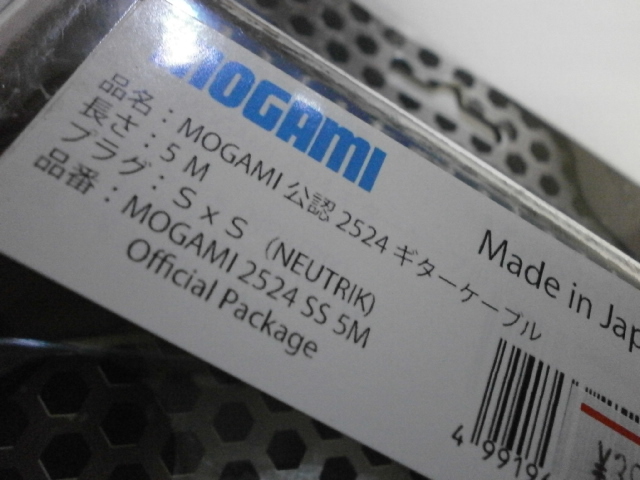 MOGAMI
品名：MOGAMI 公認 2524 ギターケーブル
長さ：5 M
プラグ：S x S （NEUTRIK)
品番：MOGAMI 2524 SS 5M
Official Package
Made in